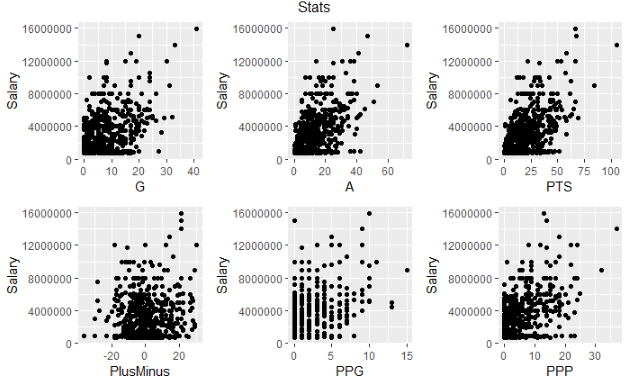 Stats
Salary
16000000
12000000
8000000
4000000
0
0 10 20 30 40
G
Salary
16000000
12000000
8000000
4000000
0
0 20 40 60
A
Salary
16000000
12000000
8000000
4000000
0
0 25 50 75 100
PTS
Salary
16000000
12000000
8000000
4000000
0
-20 0 20
PlusMinus
Salary
16000000
12000000
8000000
4000000
0
0 5 10 15
PPG
Salary
16000000
12000000
8000000
4000000
0
0 10 20 30
PPP